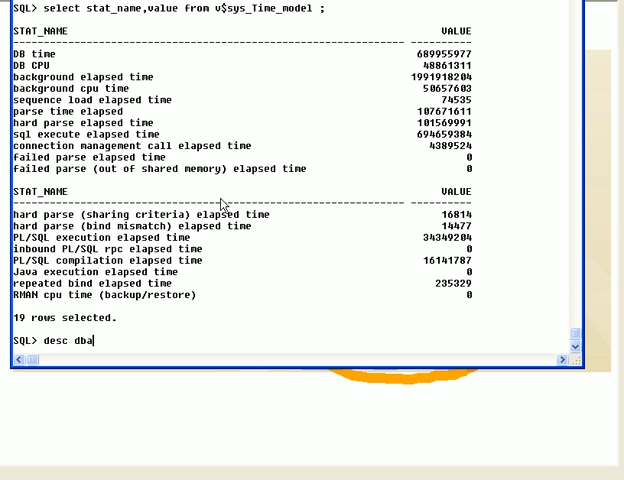 SQL> select stat_name,value from v$sys_Time_model ;
STAT_NAME VALUE
---------------------------------------------------------------- ----------
DB time 689955977
DB CPU 48861311
background elapsed time 1991918204
background cpu time 50657603
sequence load elapsed time 74535
parse time elapsed 107671611
hard parse elapsed time 101569991
sql execute elapsed time 694659384
connection management call elapsed time 4389524
failed parse elapsed time 0
failed parse (out of shared memory) elapsed time 0
STAT_NAME VALUE
---------------------------------------------------------------- ----------
hard parse (sharing criteria) elapsed time 16814
hard parse (bind mismatch) elapsed time 14477
PL/SQL execution elapsed time 34349204
inbound PL/SQL rpc elapsed time 0
PL/SQL compilation elapsed time 16141787
Java execution elapsed time 0
repeated bind elapsed time 235329
RMAN cpu time (backup/restore) 0
19 rows selected.
SQL> desc dba